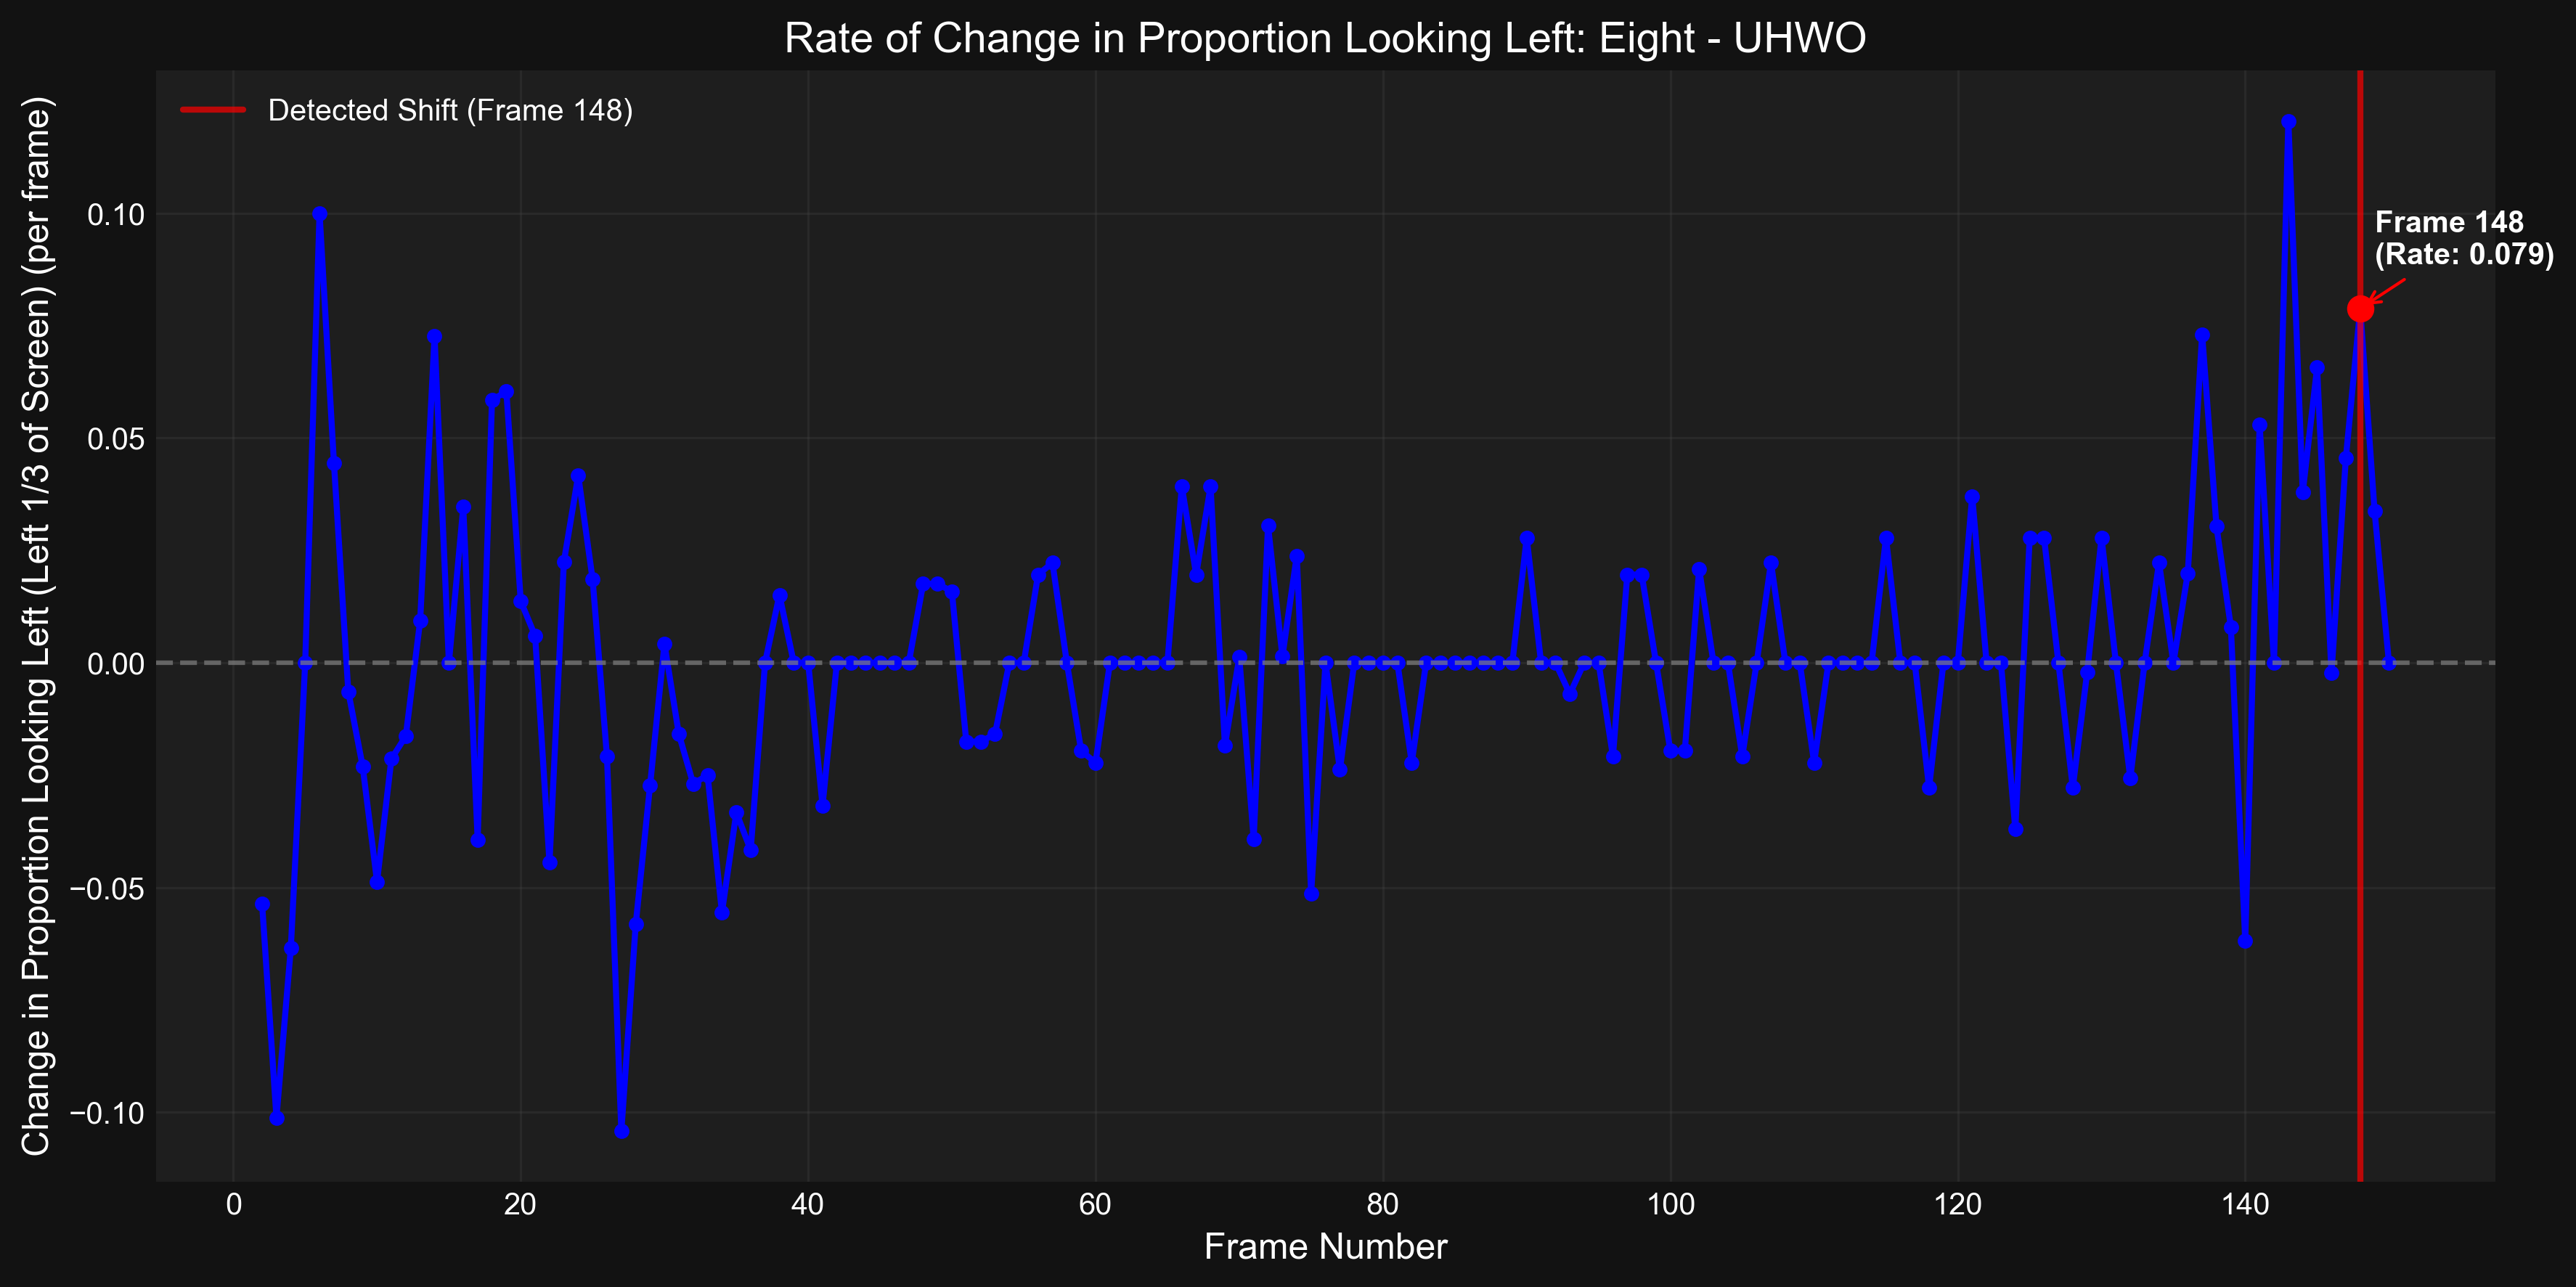 Rate of Change in Proportion Looking Left: Eight - UHWO
Detected Shift (Frame 148)
Change in Proportion Looking Left (Left 1/3 of Screen) (per frame)
0.10
0.05
0.00
−0.05
−0.10
Frame 148
(Rate: 0.079)
0 20 40 60 80 100 120 140
Frame Number